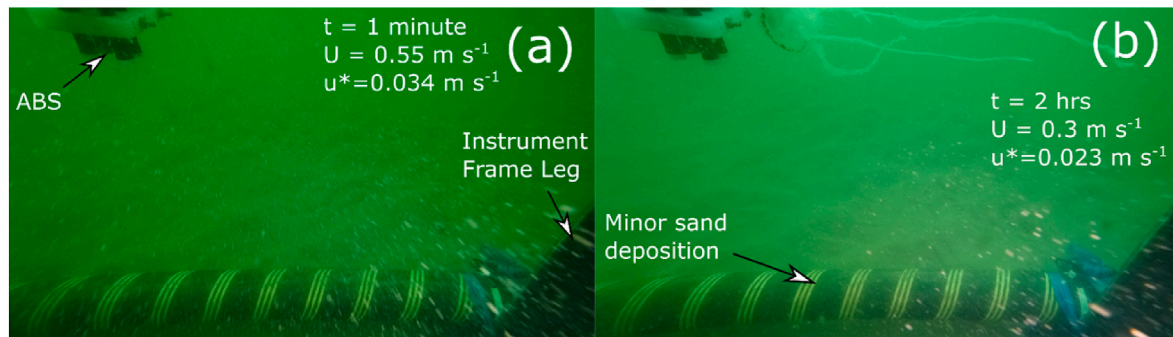 t = 1 minute
U = 0.55 m s⁻¹
u*=0.034 m s⁻¹
(a)
ABS
Instrument
Frame Leg
(b)
t = 2 hrs
U = 0.3 m s⁻¹
u*=0.023 m s⁻¹
Minor sand
deposition